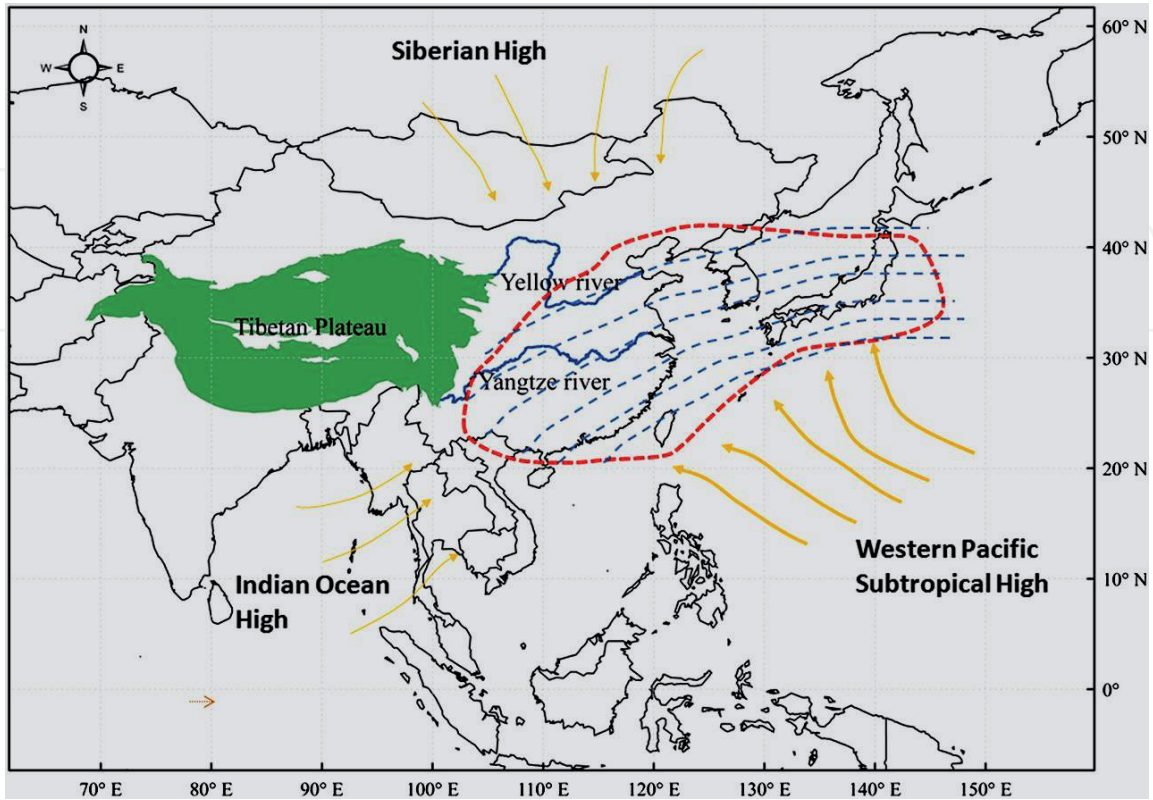 60° N
Siberian High
N
W E
S
50° N
40° N
Yellow river
Tibetan Plateau
30° N
Yangtze river
20° N
Western Pacific
Subtropical High
Indian Ocean
High
10° N
0°
70° E 80° E 90° E 100° E 110° E 120° E 130° E 140° E 150° E